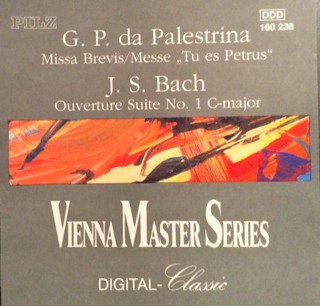 PILZ
DDD
160 238
G. P. da Palestrina
Missa Brevis/Messe „Tu es Petrus“
J. S. Bach
Ouverture Suite No. 1 C-major
VIENNA MASTER SERIES
DIGITAL-Classic